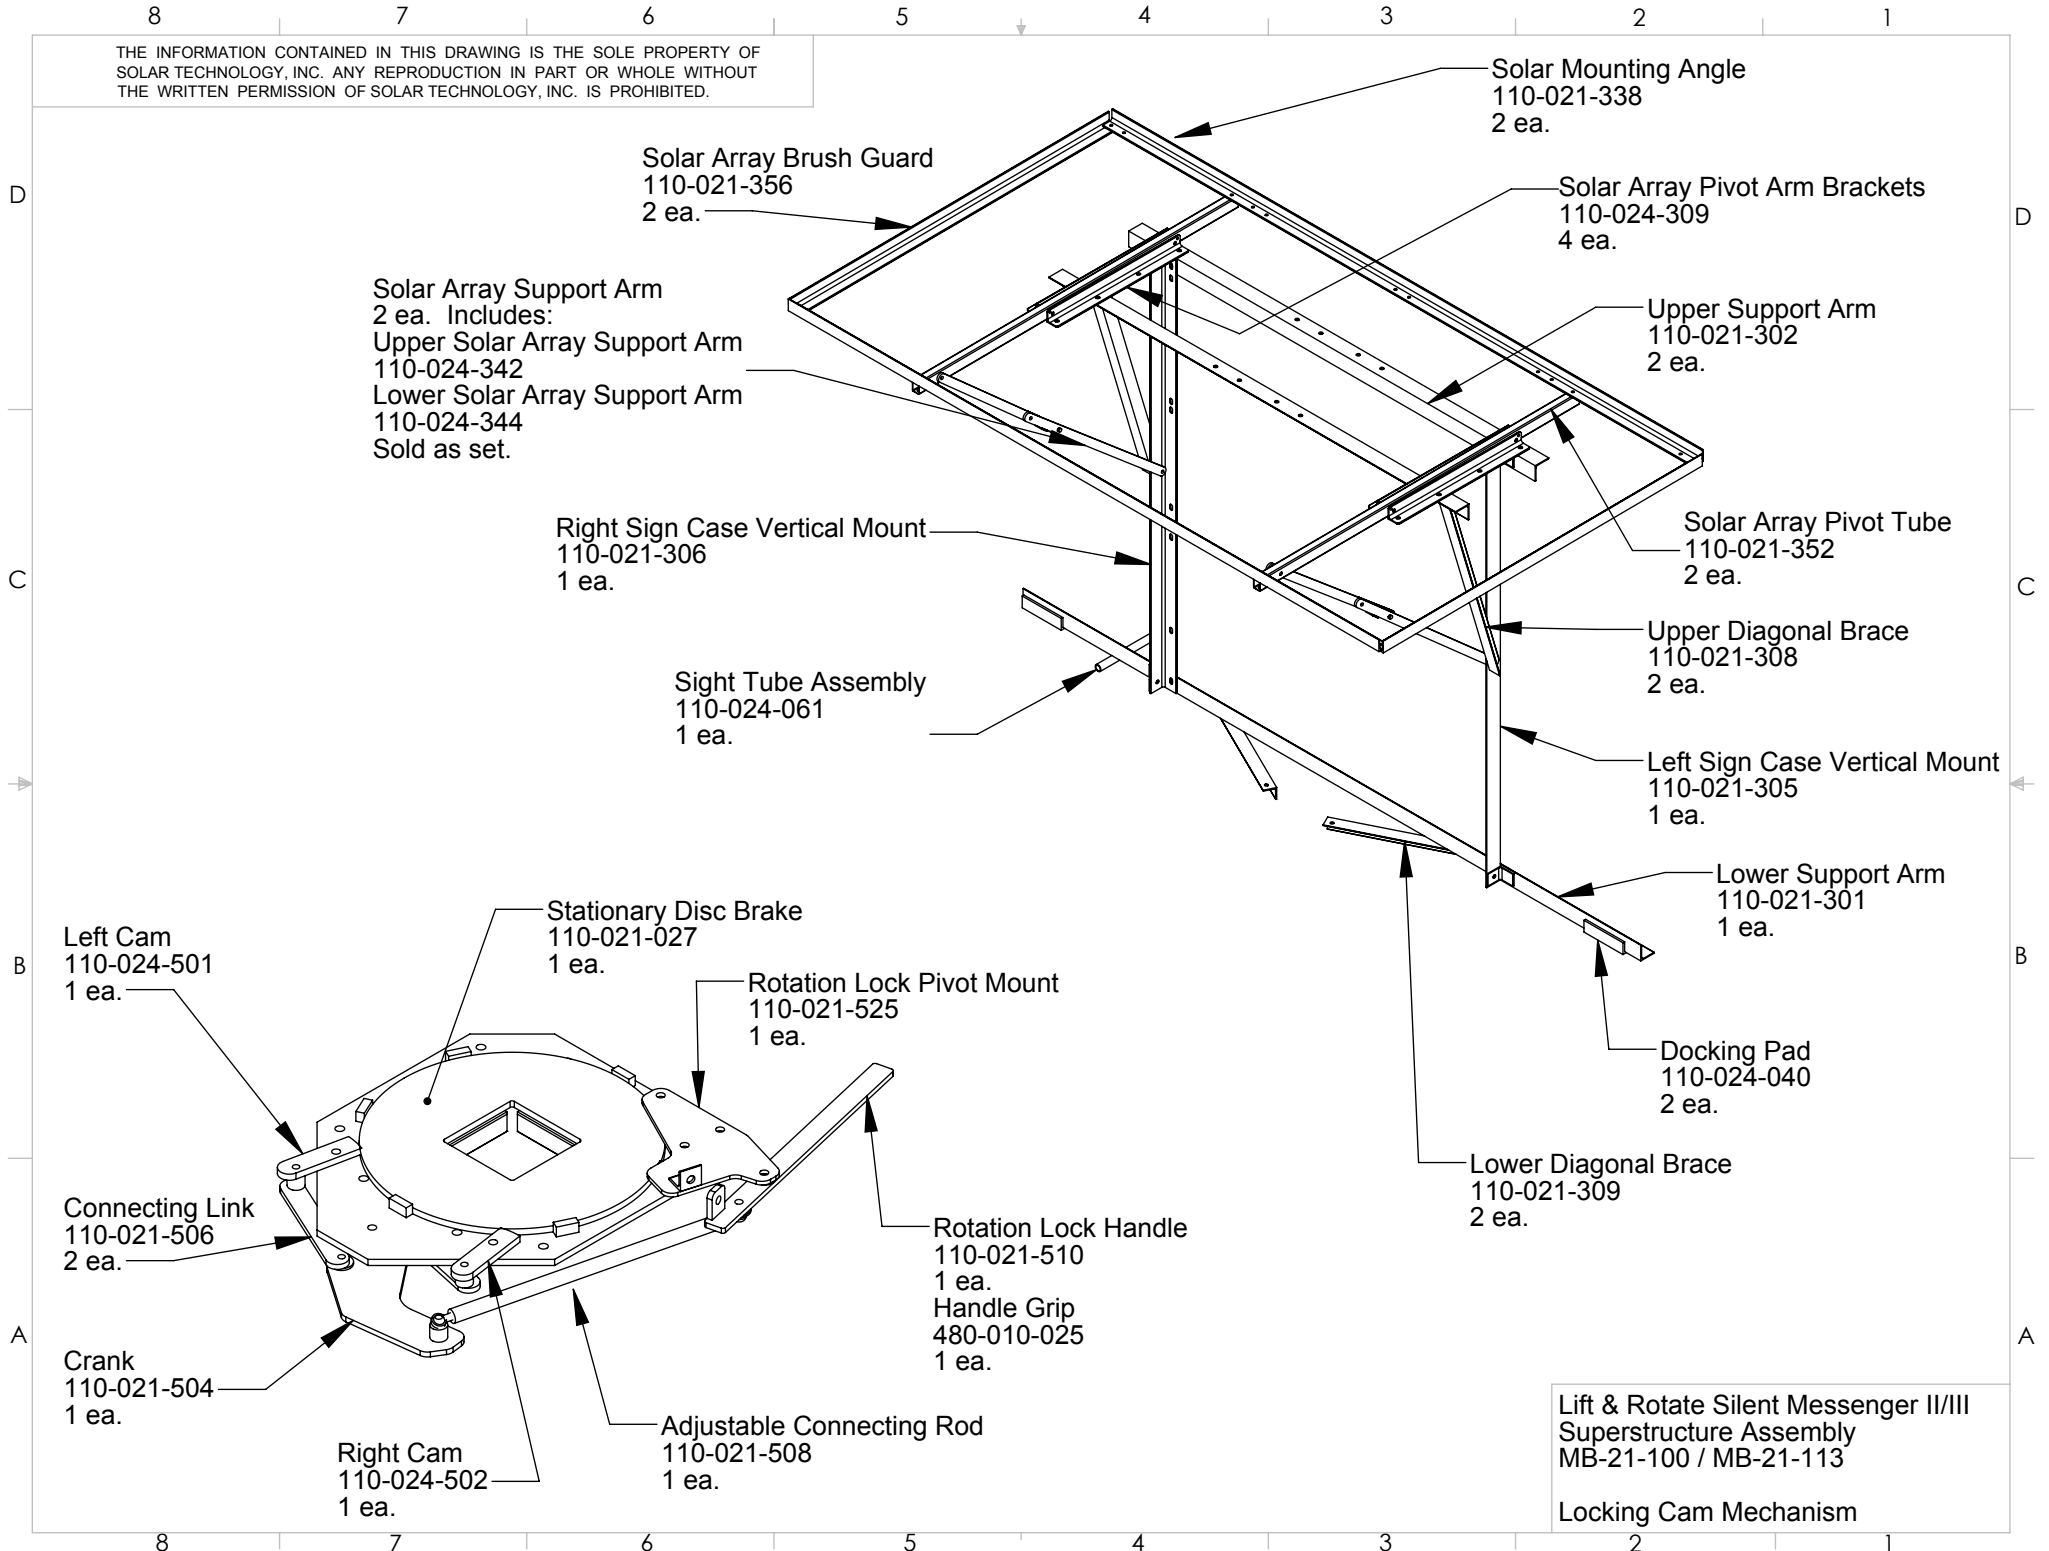 8 7 6 5 4 3 2 1
THE INFORMATION CONTAINED IN THIS DRAWING IS THE SOLE PROPERTY OF
SOLAR TECHNOLOGY, INC. ANY REPRODUCTION IN PART OR WHOLE WITHOUT
THE WRITTEN PERMISSION OF SOLAR TECHNOLOGY, INC. IS PROHIBITED.
Solar Mounting Angle
110-021-338
2 ea.
Solar Array Brush Guard
110-021-356
2 ea.
Solar Array Pivot Arm Brackets
110-024-309
4 ea.
D
D
Solar Array Support Arm
2 ea. Includes:
Upper Solar Array Support Arm
110-024-342
Lower Solar Array Support Arm
110-024-344
Sold as set.
Upper Support Arm
110-021-302
2 ea.
Right Sign Case Vertical Mount
110-021-306
1 ea.
Solar Array Pivot Tube
110-021-352
2 ea.
C
C
Upper Diagonal Brace
110-021-308
2 ea.
Sight Tube Assembly
110-024-061
1 ea.
Left Sign Case Vertical Mount
110-021-305
1 ea.
Lower Support Arm
110-021-301
1 ea.
Stationary Disc Brake
110-021-027
1 ea.
Left Cam
110-024-501
1 ea.
B
B
Rotation Lock Pivot Mount
110-021-525
1 ea.
Docking Pad
110-024-040
2 ea.
Lower Diagonal Brace
110-021-309
2 ea.
Connecting Link
110-021-506
2 ea.
Rotation Lock Handle
110-021-510
1 ea.
Handle Grip
480-010-025
1 ea.
A
A
Crank
110-021-504
1 ea.
Adjustable Connecting Rod
110-021-508
1 ea.
Right Cam
110-024-502
1 ea.
Lift & Rotate Silent Messenger II/III
Superstructure Assembly
MB-21-100 / MB-21-113
Locking Cam Mechanism
8 7 6 5 4 3 2 1